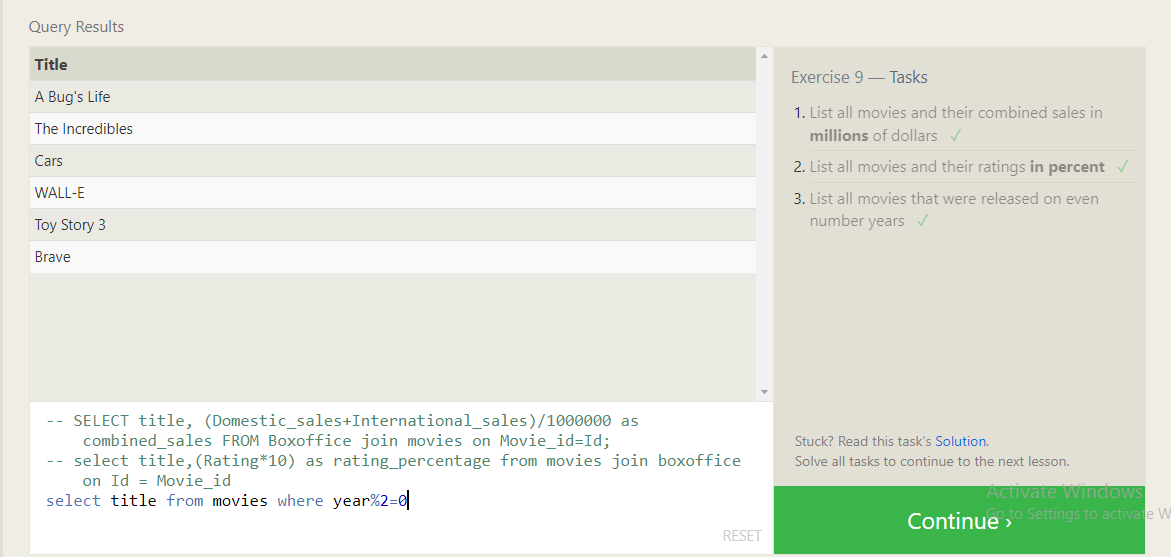 Query Results
Title
A Bug's Life
The Incredibles
Cars
WALL-E
Toy Story 3
Brave
-- SELECT title, (Domestic_sales+International_sales)/1000000 as
combined_sales FROM Boxoffice join movies on Movie_id=Id;
-- select title,(Rating*10) as rating_percentage from movies join boxoffice
on Id = Movie_id
select title from movies where year%2=0
RESET
Exercise 9 — Tasks
1. List all movies and their combined sales in
millions of dollars ✓
2. List all movies and their ratings in percent ✓
3. List all movies that were released on even
number years ✓
Stuck? Read this task's Solution.
Solve all tasks to continue to the next lesson.
Continue ›
Activate Windows
Go to Settings to activate W